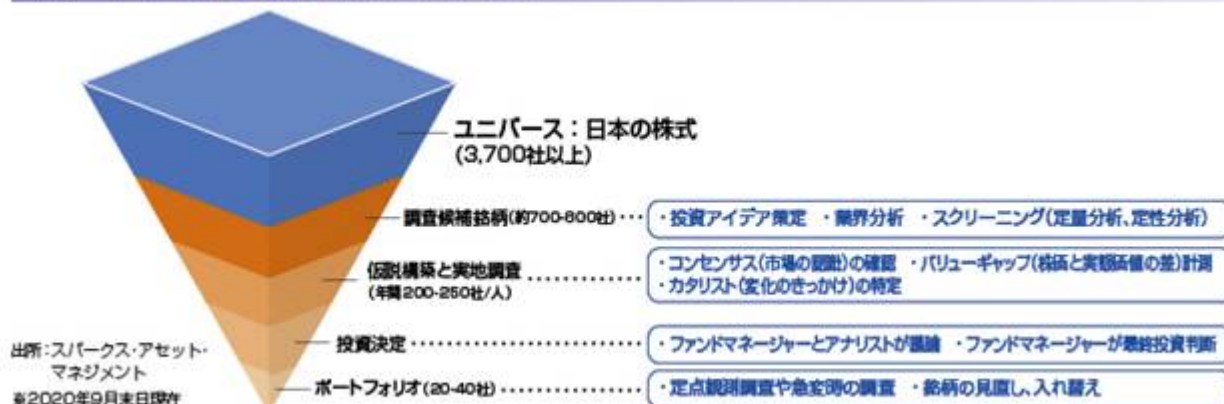 ユニバース：日本の株式
(3,700社以上)
調査候補銘柄(約700-800社)
・投資アイデア策定 ・業界分析 ・スクリーニング(定量分析、定性分析)
仮説構築と実地調査
(年間200-250社/人)
・コンセンサス(市場の認識)の確認 ・バリューギャップ(株価と実態価値の差)計測
・カタリスト(変化のきっかけ)の特定
投資決定
・ファンドマネージャーとアナリストが議論 ・ファンドマネージャーが最終投資判断
ポートフォリオ(20-40社)
・定点観測調査や急変時の調査 ・銘柄の見直し、入れ替え
出所：スパークス・アセット・
マネジメント
※2020年9月末日現在